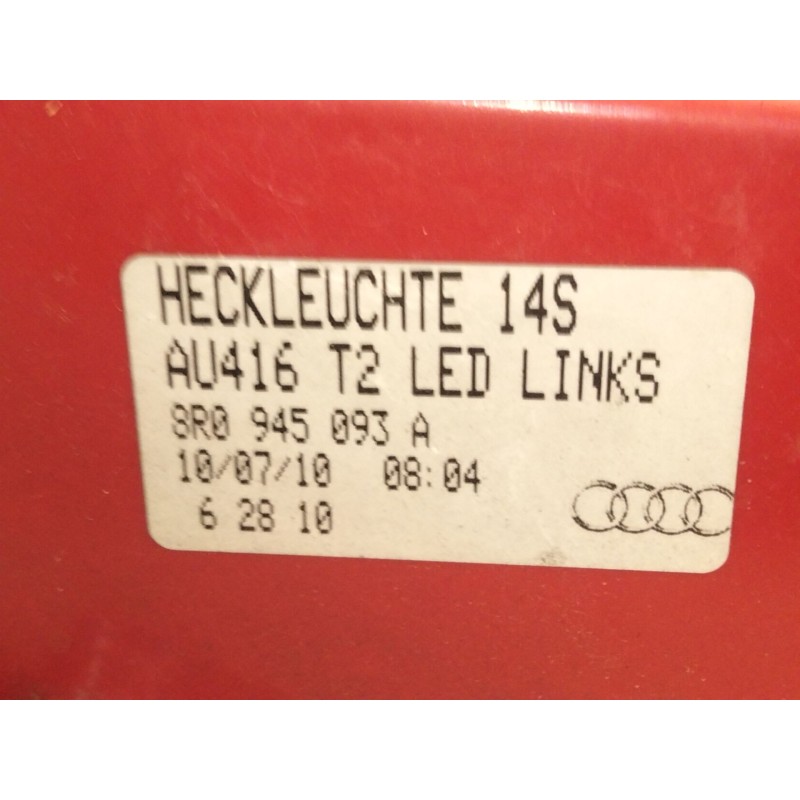 HECKLEUCHTE 14S
AU416 T2 LED LINKS
8R0 945 093 A
10/07/10 08:04
6 28 10